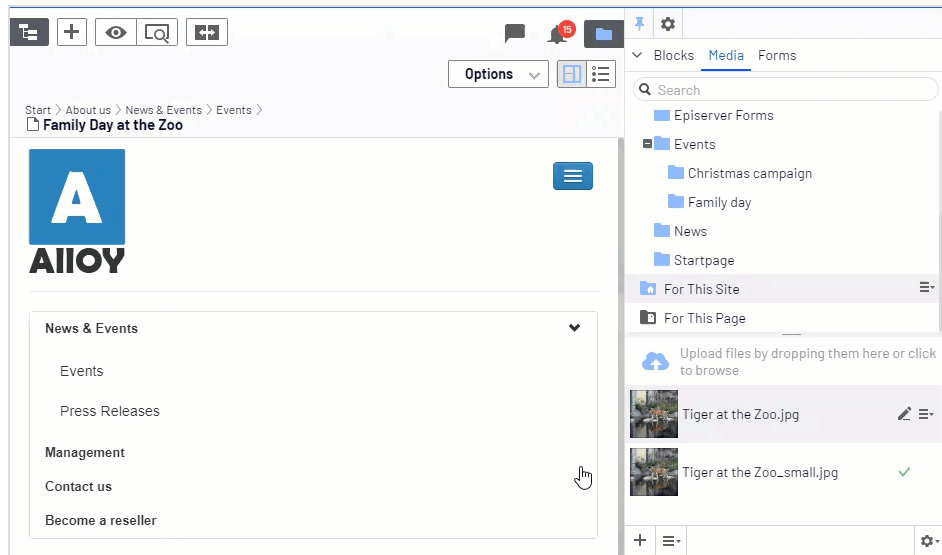 15
Options
Start > About us > News & Events > Events >
Family Day at the Zoo
A
Alloy
News & Events
Events
Press Releases
Management
Contact us
Become a reseller
Blocks Media Forms
Search
Episerver Forms
Events
Christmas campaign
Family day
News
Startpage
For This Site
For This Page
Upload files by dropping them here or click
to browse
Tiger at the Zoo.jpg
Tiger at the Zoo_small.jpg